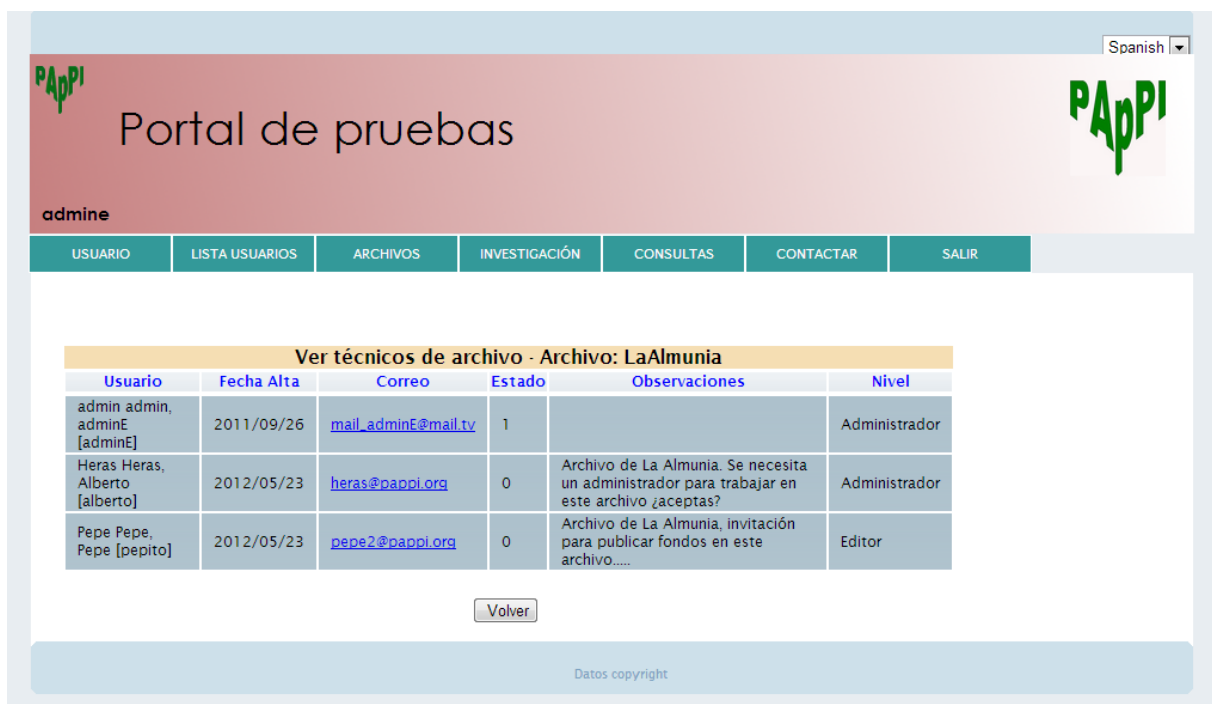 Spanish
PApPI
Portal de pruebas
PApPI
admine
USUARIO LISTA USUARIOS ARCHIVOS INVESTIGACIÓN CONSULTAS CONTACTAR SALIR
Ver técnicos de archivo - Archivo: LaAlmunia
Usuario Fecha Alta Correo Estado Observaciones Nivel
admin admin,
adminE
[adminE]
2011/09/26
mail_adminE@mail.tv
1
Administrador
Heras Heras,
Alberto
[alberto]
2012/05/23
heras@pappi.org
0
Archivo de La Almunia. Se necesita
un administrador para trabajar en
este archivo ¿aceptas?
Administrador
Pepe Pepe,
Pepe [pepito]
2012/05/23
pepe2@pappi.org
0
Archivo de La Almunia, invitación
para publicar fondos en este
archivo.....
Editor
Volver
Datos copyright